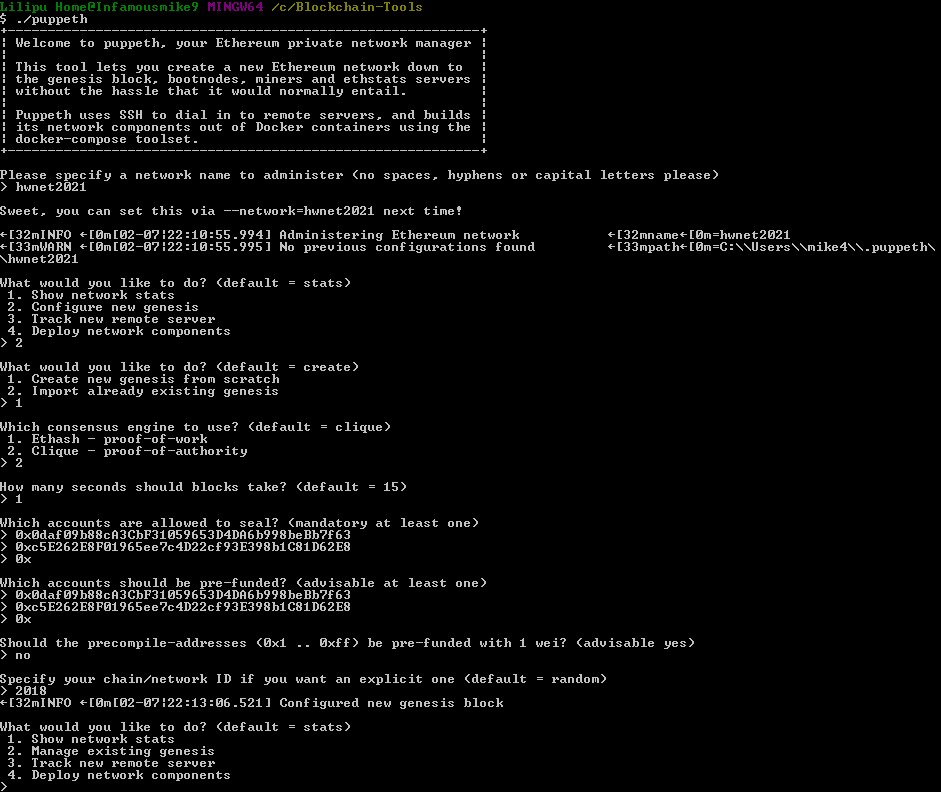 Lilipu Home@Infamousmike9 MINGW64 /c/Blockchain-Tools
$ ./puppeth
+-----------------------------------------------------------+
¦ Welcome to puppeth, your Ethereum private network manager ¦
¦                                                           ¦
¦ This tool lets you create a new Ethereum network down to  ¦
¦ the genesis block, bootnodes, miners and ethstats servers ¦
¦ without the hassle that it would normally entail.         ¦
¦                                                           ¦
¦ Puppeth uses SSH to dial in to remote servers, and builds ¦
¦ its network components out of Docker containers using the ¦
¦ docker-compose toolset.                                   ¦
+-----------------------------------------------------------+
Please specify a network name to administer (no spaces, hyphens or capital letters please)
> hwnet2021
Sweet, you can set this via --network=hwnet2021 next time!
←[32mINFO ←[0m[02-07¦22:10:55.994] Administering Ethereum network           ←[32mname←[0m=hwnet2021
←[33mWARN ←[0m[02-07¦22:10:55.995] No previous configurations found         ←[33mpath←[0m=C:\\Users\\mike4\\.puppeth\
\hwnet2021
What would you like to do? (default = stats)
 1. Show network stats
 2. Configure new genesis
 3. Track new remote server
 4. Deploy network components
> 2
What would you like to do? (default = create)
 1. Create new genesis from scratch
 2. Import already existing genesis
> 1
Which consensus engine to use? (default = clique)
 1. Ethash - proof-of-work
 2. Clique - proof-of-authority
> 2
How many seconds should blocks take? (default = 15)
> 1
Which accounts are allowed to seal? (mandatory at least one)
> 0x0daf09b88cA3CbF31059653D4DA6b998beBb7f63
> 0xc5E262E8F01965ee7c4D22cf93E398b1C81D62E8
> 0x
Which accounts should be pre-funded? (advisable at least one)
> 0x0daf09b88cA3CbF31059653D4DA6b998beBb7f63
> 0xc5E262E8F01965ee7c4D22cf93E398b1C81D62E8
> 0x
Should the precompile-addresses (0x1 .. 0xff) be pre-funded with 1 wei? (advisable yes)
> no
Specify your chain/network ID if you want an explicit one (default = random)
> 2018
←[32mINFO ←[0m[02-07¦22:13:06.521] Configured new genesis block
What would you like to do? (default = stats)
 1. Show network stats
 2. Manage existing genesis
 3. Track new remote server
 4. Deploy network components
>